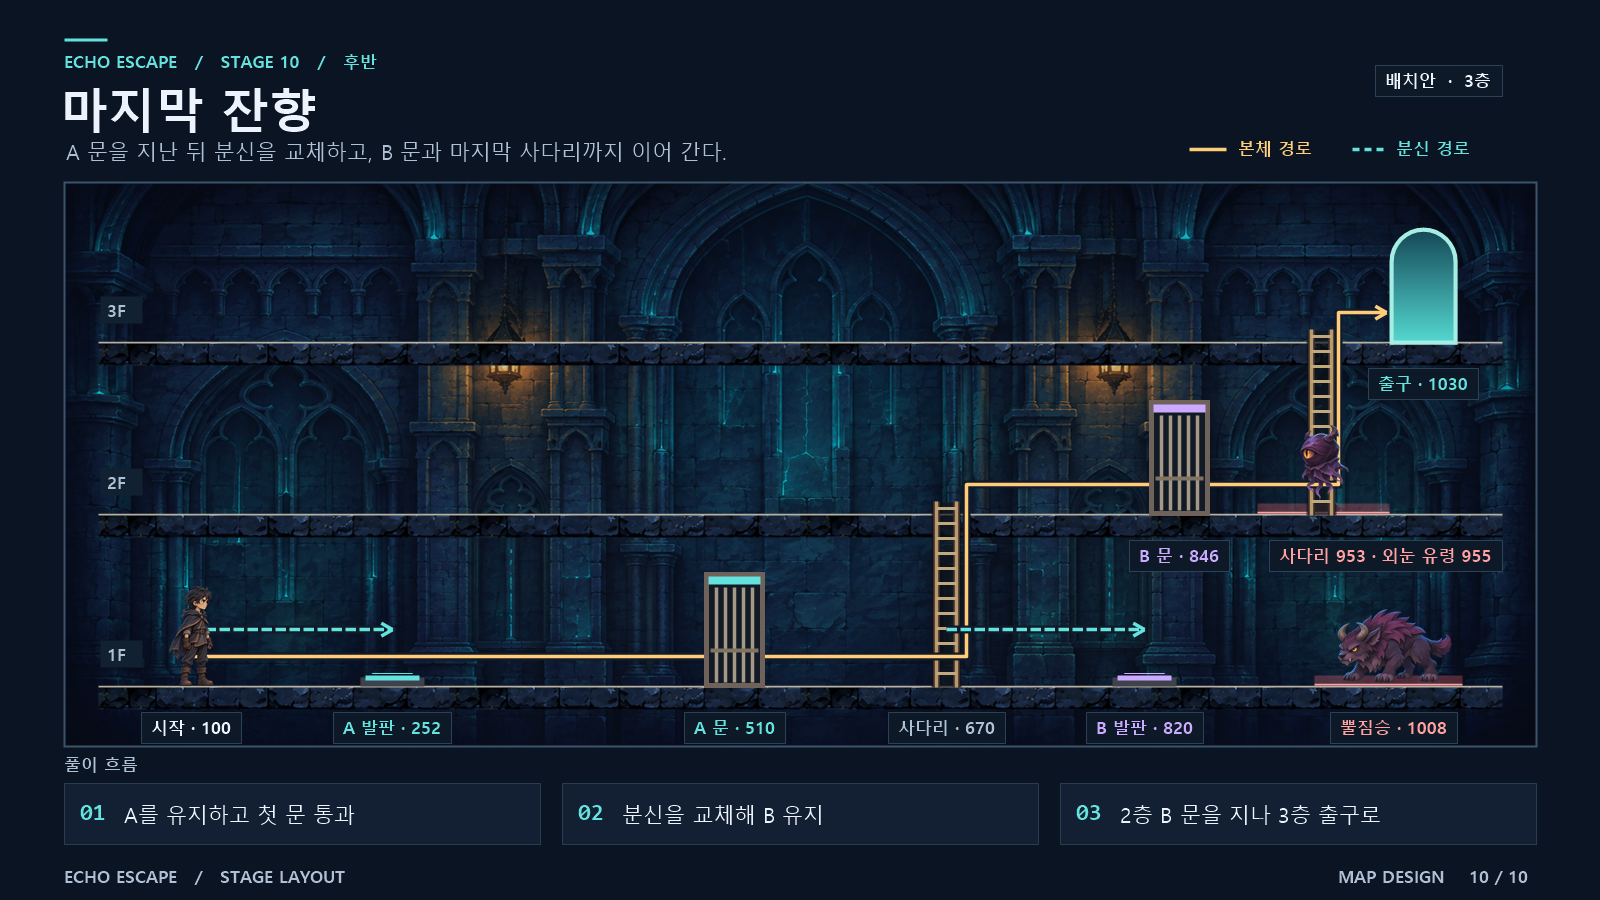 ECHO ESCAPE / STAGE 10 / 후반
마지막 잔향
A 문을 지난 뒤 분신을 교체하고, B 문과 마지막 사다리까지 이어 간다.
배치안 · 3층
본체 경로
분신 경로
3F
출구 · 1030
2F
B 문 · 846
사다리 953 · 외눈 유령 955
1F
시작 · 100
A 발판 · 252
A 문 · 510
사다리 · 670
B 발판 · 820
뿔짐승 · 1008
풀이 흐름
01 A를 유지하고 첫 문 통과
02 분신을 교체해 B 유지
03 2층 B 문을 지나 3층 출구로
ECHO ESCAPE / STAGE LAYOUT
MAP DESIGN 10 / 10